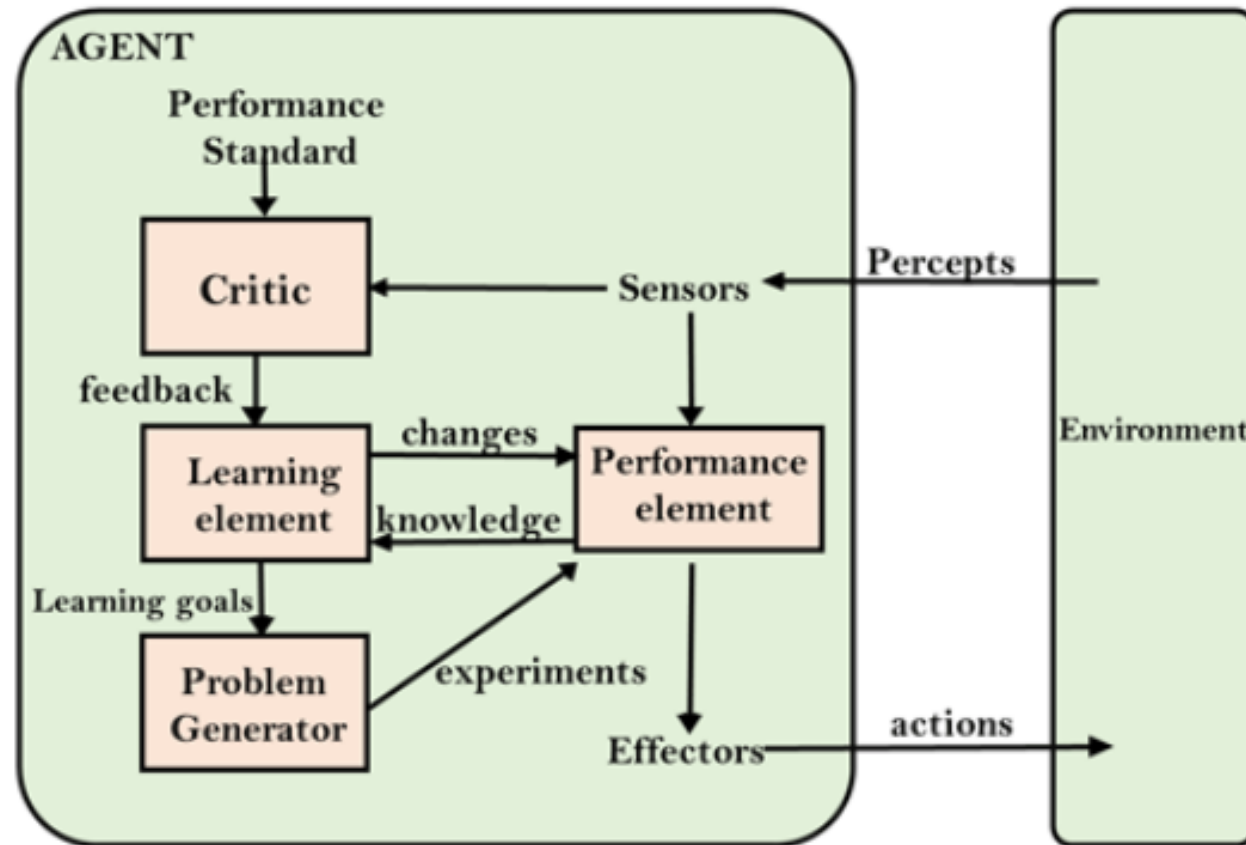 AGENT
Performance
Standard
Critic
Sensors
Percepts
feedback
changes
Environment
Learning
element
Performance
element
knowledge
Learning goals
Problem
Generator
experiments
Effectors
actions